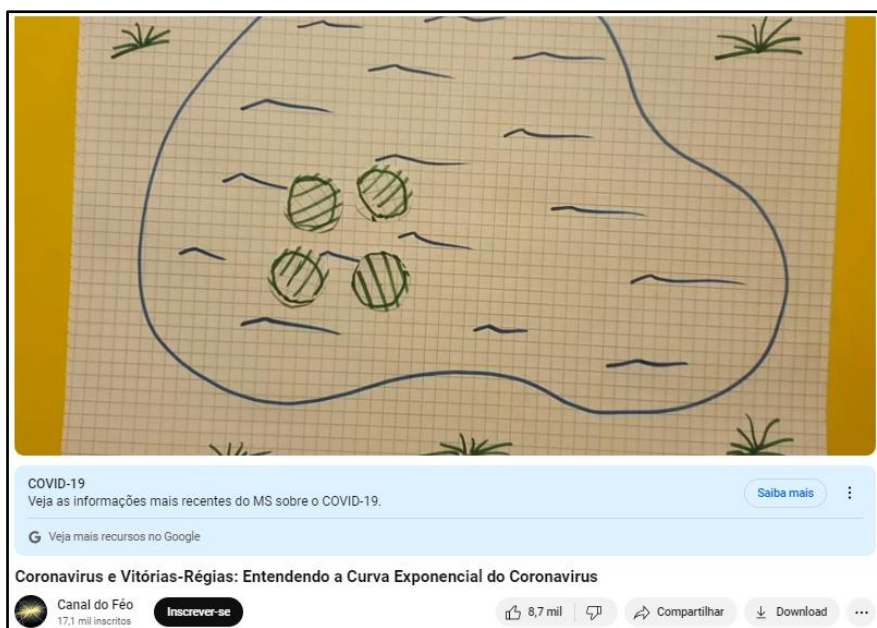 COVID-19
Veja as informações mais recentes do MS sobre o COVID-19.
Saiba mais
G Veja mais recursos no Google
Coronavirus e Vitórias-Régias: Entendendo a Curva Exponencial do Coronavirus
Canal do Féo
17,1 mil inscritos
Inscrever-se
8,7 mil
Compartilhar
Download